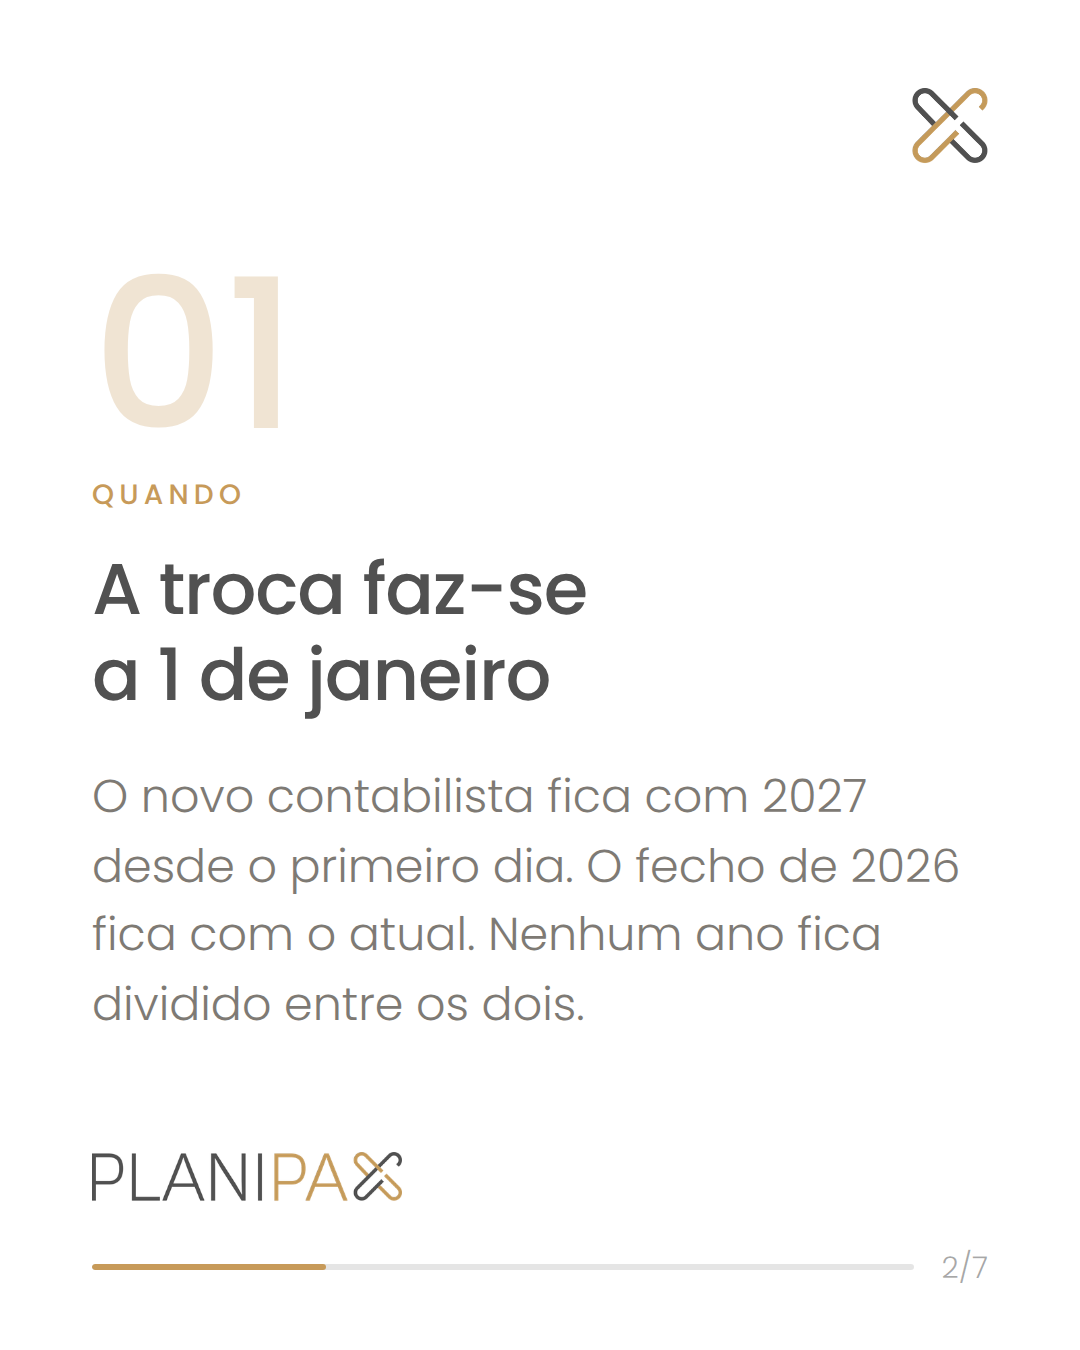 01
QUANDO
A troca faz-se
a 1 de janeiro
O novo contabilista fica com 2027
desde o primeiro dia. O fecho de 2026
fica com o atual. Nenhum ano fica
dividido entre os dois.
PLANIPAX
2/7